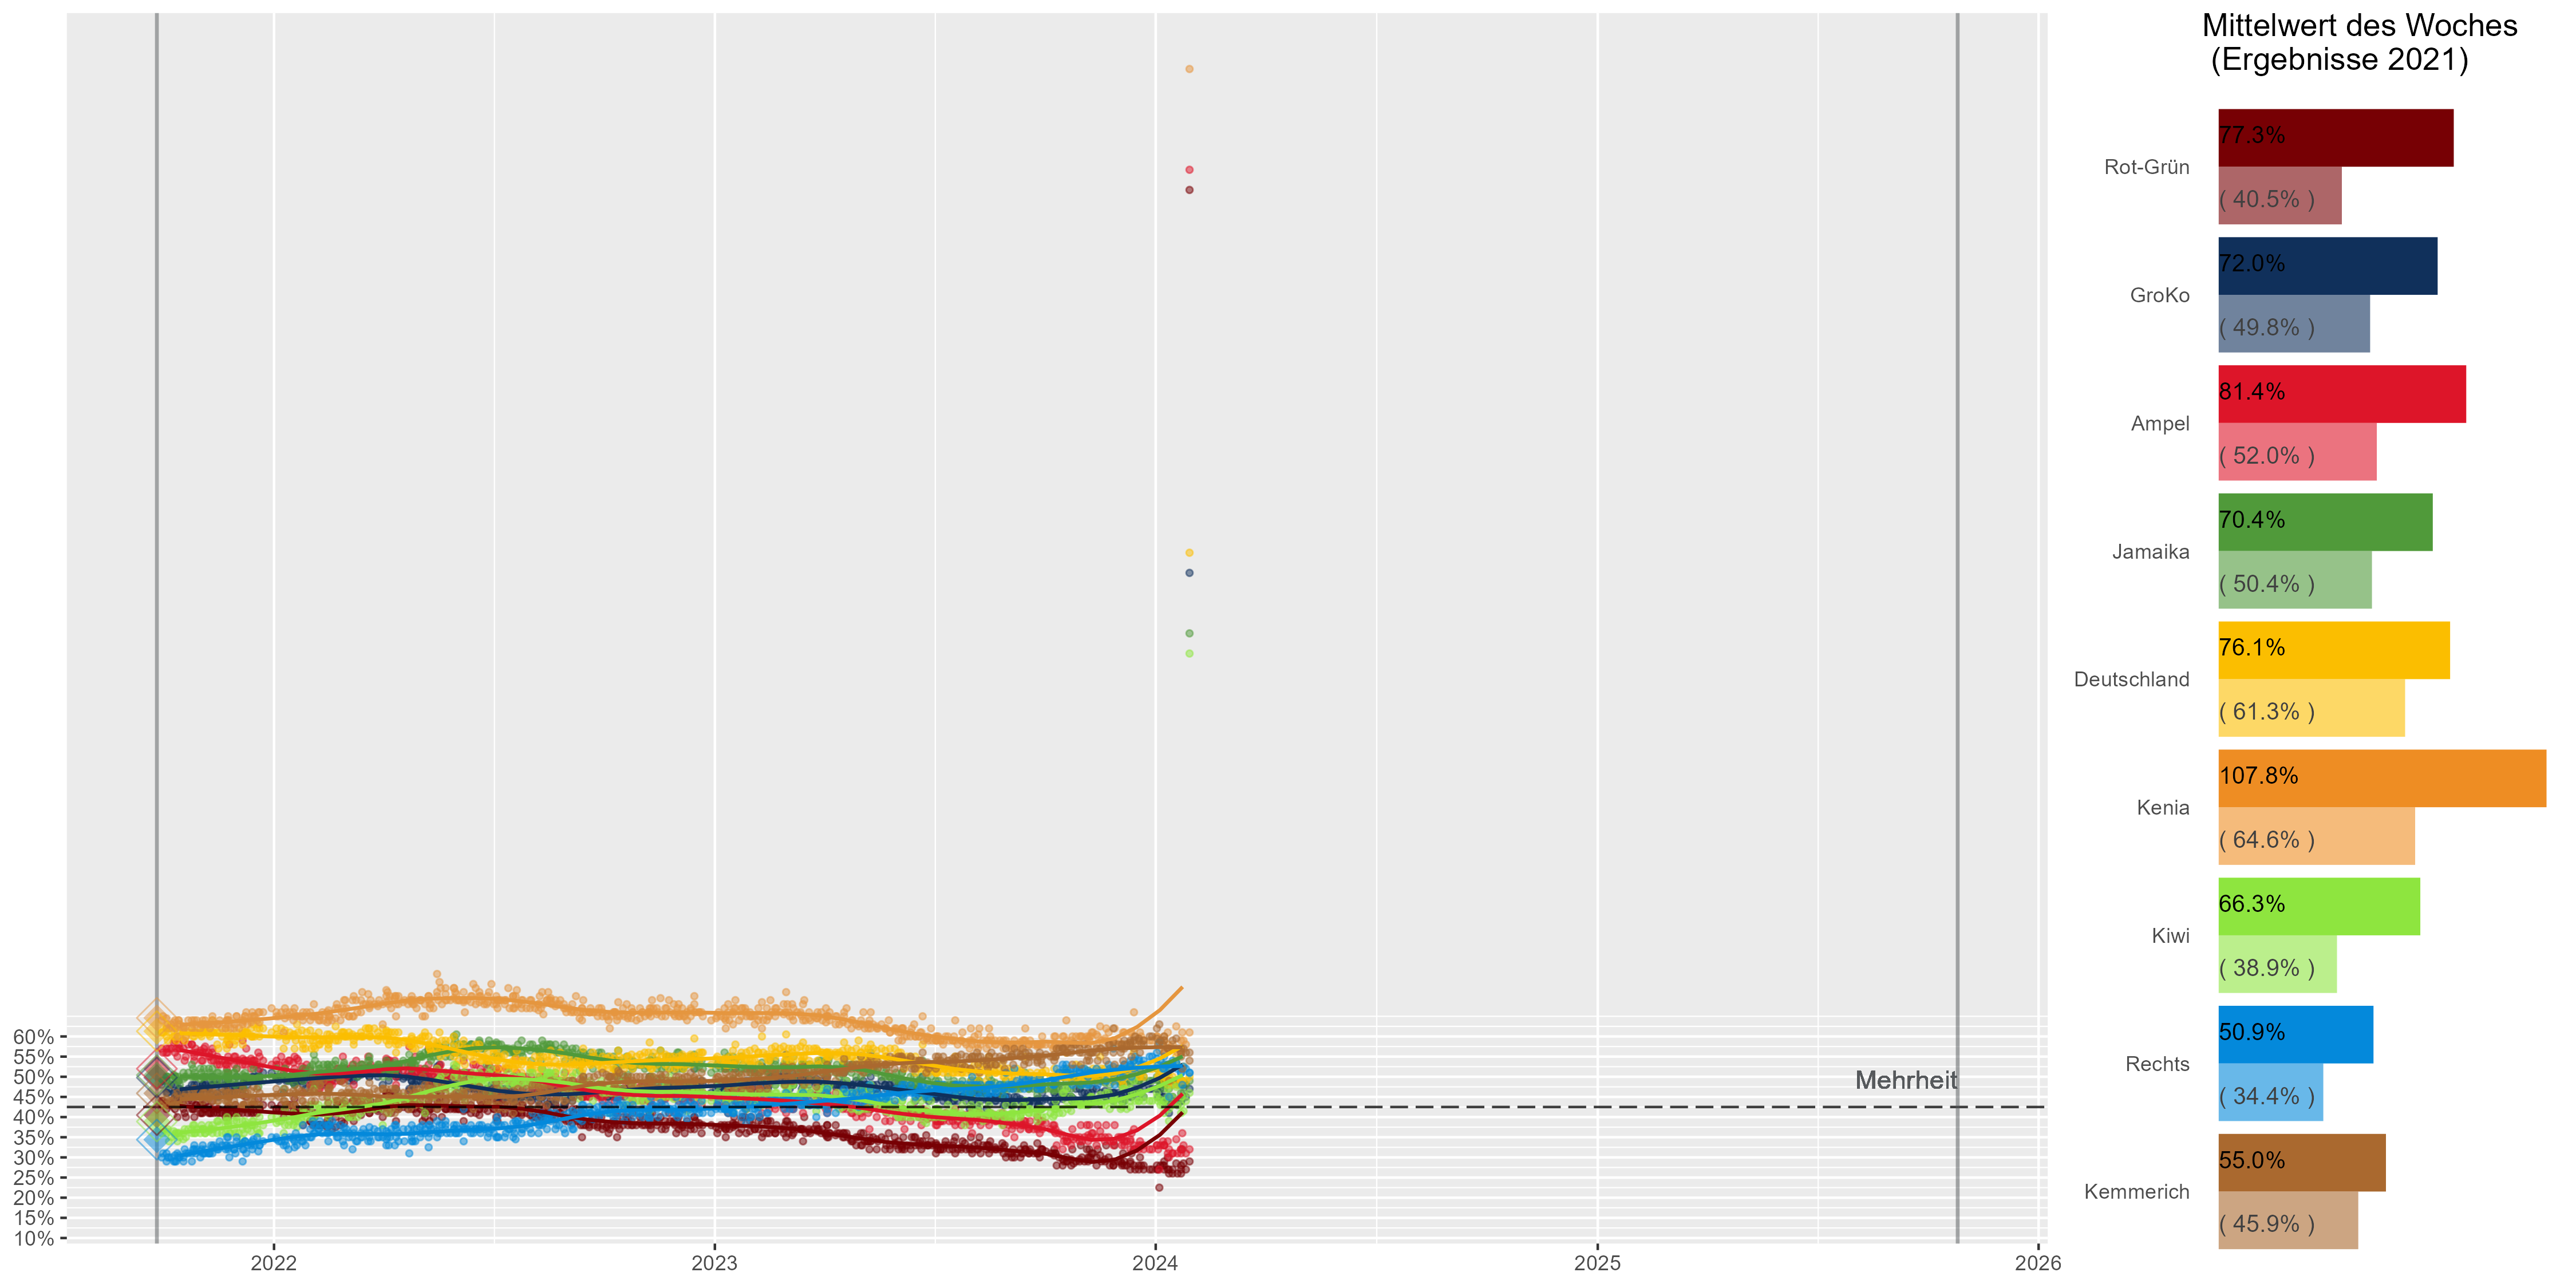 Mittelwert des Woches
(Ergebnisse 2021)
Rot-Grün
77.3%
( 40.5% )
GroKo
72.0%
( 49.8% )
Ampel
81.4%
( 52.0% )
Jamaika
70.4%
( 50.4% )
Deutschland
76.1%
( 61.3% )
Kenia
107.8%
( 64.6% )
Kiwi
66.3%
( 38.9% )
Rechts
50.9%
( 34.4% )
Kemmerich
55.0%
( 45.9% )
60%
55%
50%
45%
40%
35%
30%
25%
20%
15%
10%
Mehrheit
2022
2023
2024
2025
2026